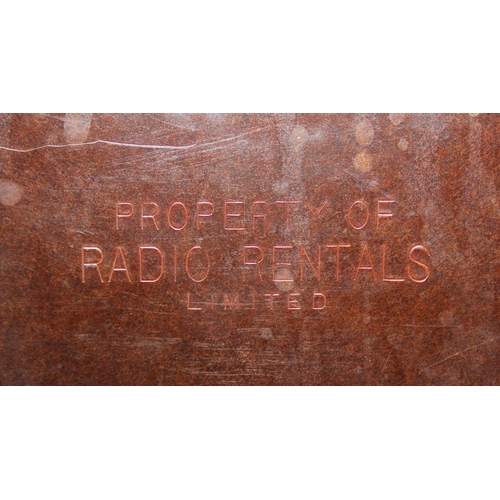 PROPERTY OF
RADIO RENTALS
LIMITED